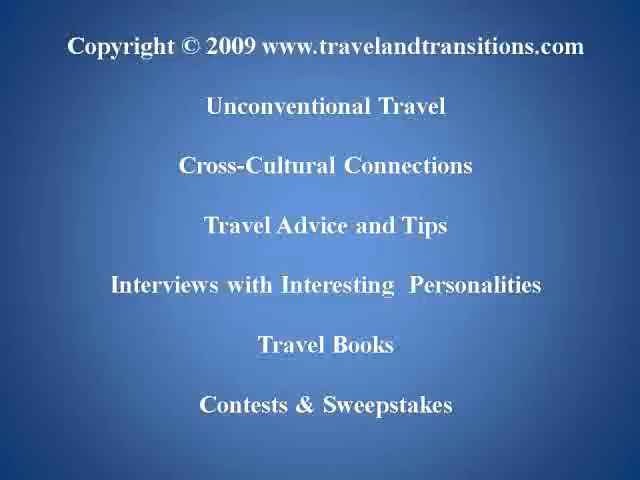 Copyright © 2009 www.travelandtransitions.com
Unconventional Travel
Cross-Cultural Connections
Travel Advice and Tips
Interviews with Interesting  Personalities
Travel Books
Contests & Sweepstakes